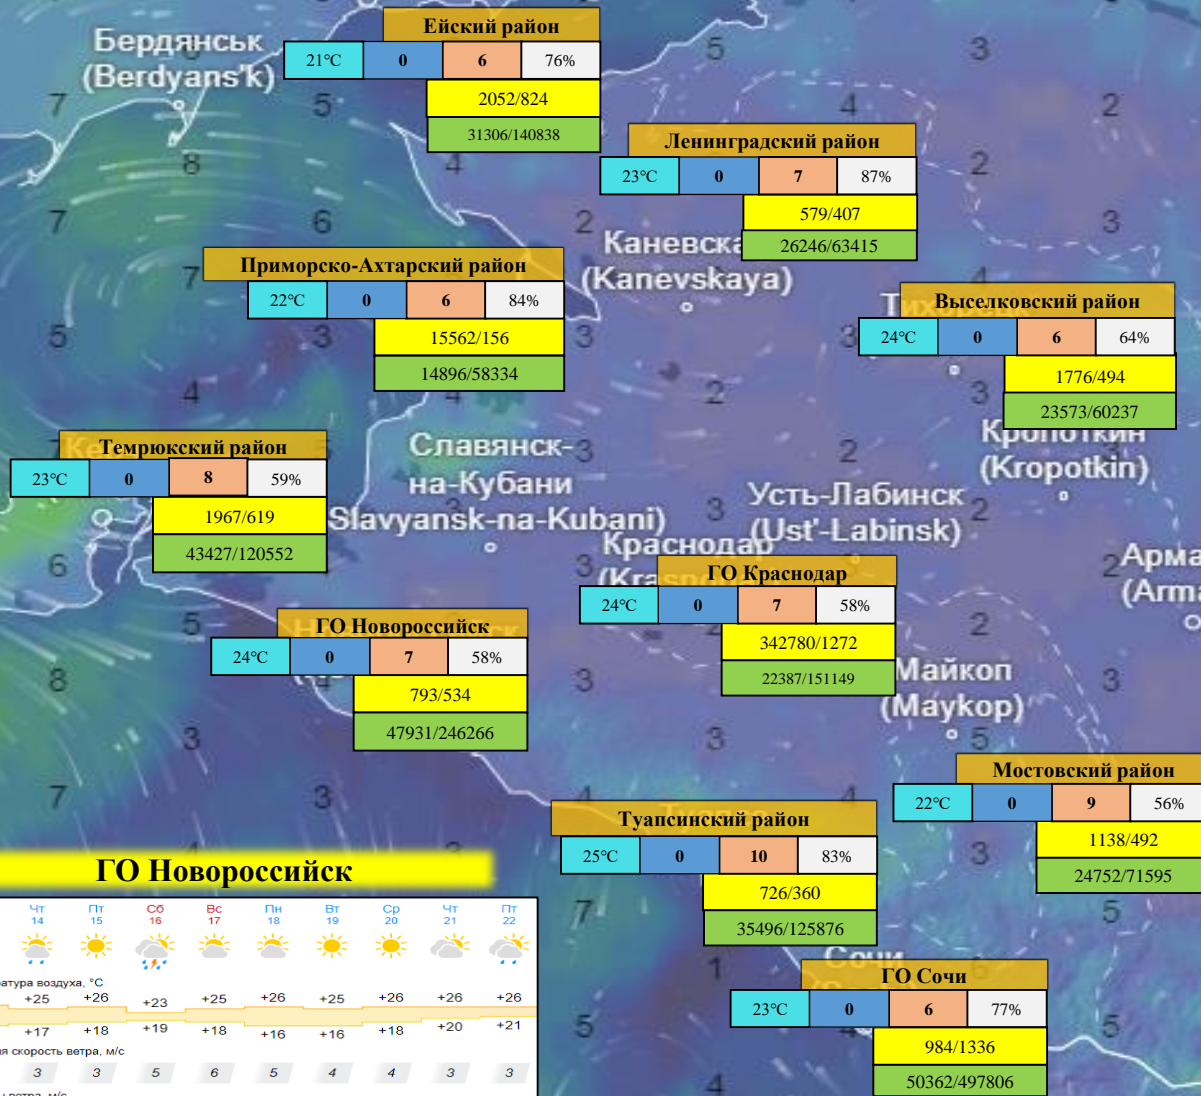 Ейский район
21°C 0 6 76%
2052/824
31306/140838
Бердянськ
(Berdyans'k)
Ленинградский район
23°C 0 7 87%
579/407
26246/63415
(Kanevskaya)
Приморско-Ахтарский район
22°C 0 6 84%
15562/156
14896/58334
Выселковский район
24°C 0 6 64%
1776/494
23573/60237
Кропоткин
(Kropotkin)
Темрюкский район
23°C 0 8 59%
1967/619
43427/120552
Славянск-
на-Кубани
Slavyansk-na-Kubani)
Усть-Лабинск
(Ust'-Labinsk)
Краснодар
ГО Краснодар
24°C 0 7 58%
342780/1272
22387/151149
ГО Новороссийск
24°C 0 7 58%
793/534
47931/246266
Майкоп
(Maykop)
Мостовский район
22°C 0 9 56%
1138/492
24752/71595
Туапсинский район
25°C 0 10 83%
726/360
35496/125876
Сочи
ГО Сочи
23°C 0 6 77%
984/1336
50362/497806
ГО Новороссийск
Чт Пт Сб Вс Пн Вт Ср Чт Пт
14 15 16 17 18 19 20 21 22
ратура воздуха, °C
+25 +26 +23 +25 +26 +25 +26 +26 +26
+17 +18 +19 +18 +16 +16 +18 +20 +21
я скорость ветра, м/с
3 3 5 6 5 4 4 3 3